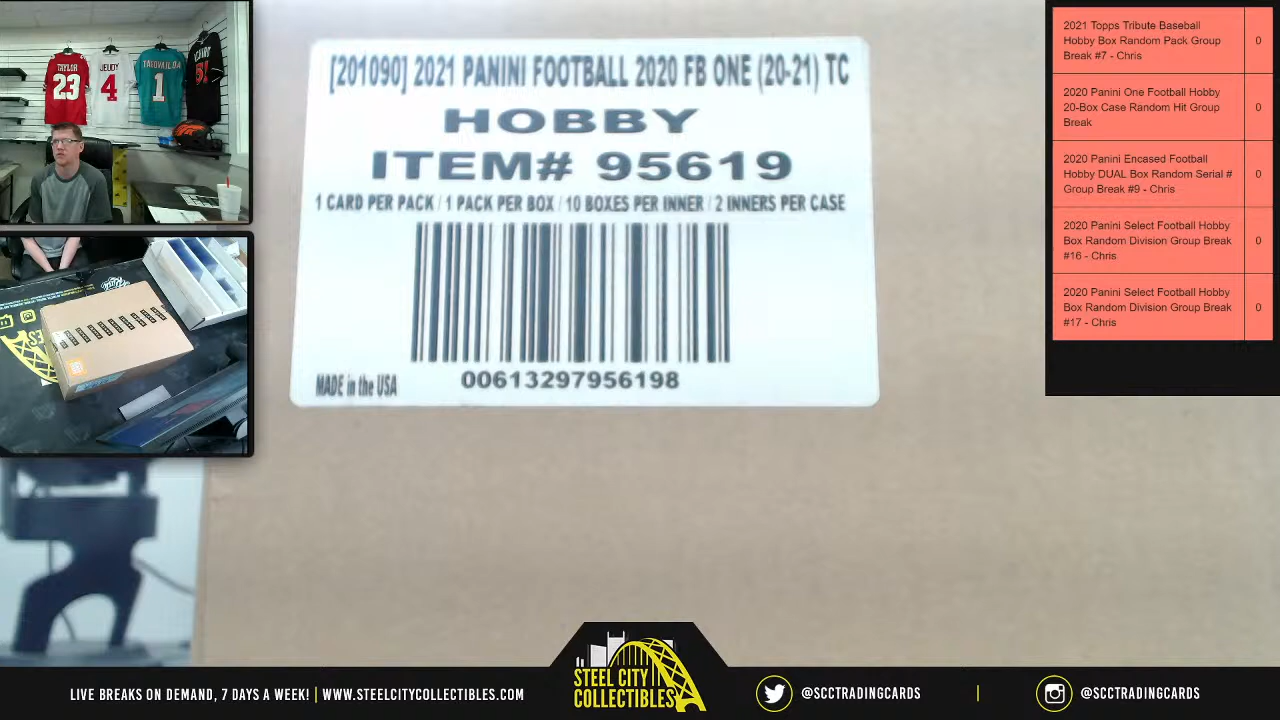 TAYLOR
23
JEUDY
4
TAGOVAILOA
1
51
[201090] 2021 PANINI FOOTBALL 2020 FB ONE (20-21) TC
HOBBY
ITEM# 95619
1 CARD PER PACK / 1 PACK PER BOX / 10 BOXES PER INNER / 2 INNERS PER CASE
MADE in the USA
00613297956198
2021 Topps Tribute Baseball
Hobby Box Random Pack Group
Break #7 - Chris
0
2020 Panini One Football Hobby
20-Box Case Random Hit Group
Break
0
2020 Panini Encased Football
Hobby DUAL Box Random Serial #
Group Break #9 - Chris
0
2020 Panini Select Football Hobby
Box Random Division Group Break
#16 - Chris
0
2020 Panini Select Football Hobby
Box Random Division Group Break
#17 - Chris
0
STEEL CITY
COLLECTIBLES
LIVE BREAKS ON DEMAND, 7 DAYS A WEEK! | WWW.STEELCITYCOLLECTIBLES.COM
@SCCTRADINGCARDS
|
@SCCTRADINGCARDS